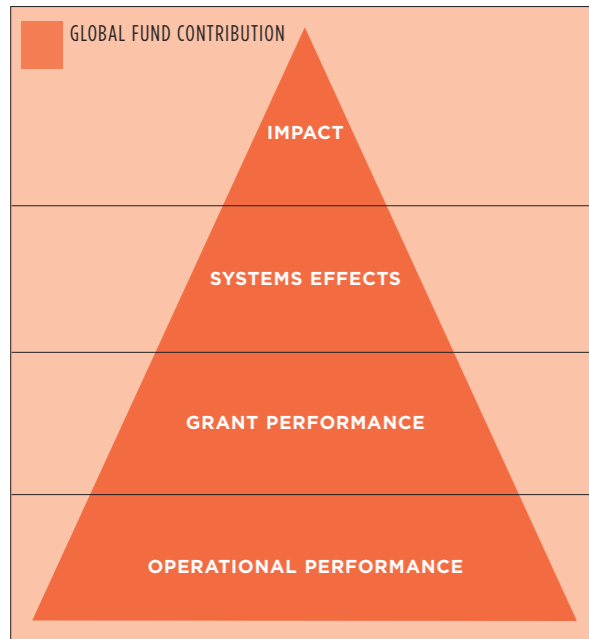 GLOBAL FUND CONTRIBUTION
IMPACT
SYSTEMS EFFECTS
GRANT PERFORMANCE
OPERATIONAL PERFORMANCE